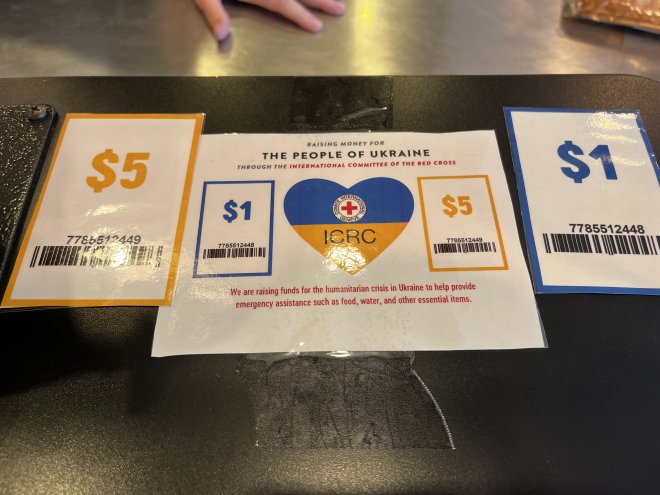 $5
7785512449
RAISING MONEY FOR
THE PEOPLE OF UKRAINE
THROUGH THE INTERNATIONAL COMMITTEE OF THE RED CROSS
$1
7785512448
ICRC
$5
7785512449
We are raising funds for the humanitarian crisis in Ukraine to help provide
emergency assistance such as food, water, and other essential items.
$1
7785512448